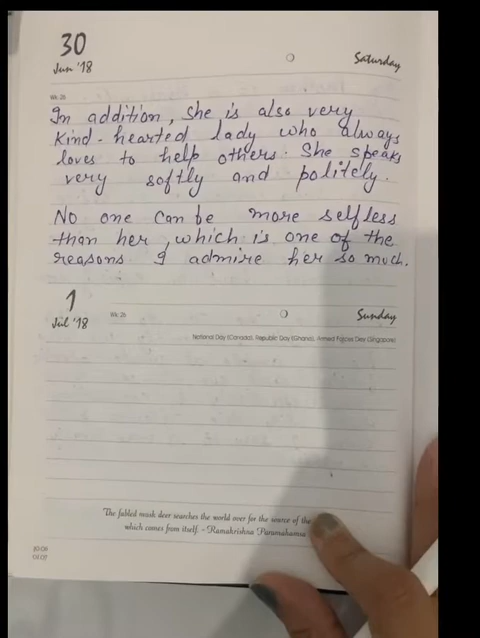 30
Jun '18
Saturday
Wk: 26
In addition, she is also very
kind-hearted lady who always
loves to help others. She speaks
very softly and politely.
No one can be more selfless
than her, which is one of the
reasons I admire her so much.
1
Jul '18
Wk: 26
Sunday
National Day (Canada), Republic Day (Ghana), Armed Forces Day (Singapore)
The fabled musk deer searches the world over for the source of the
which comes from itself. - Ramakrishna Paramahamsa